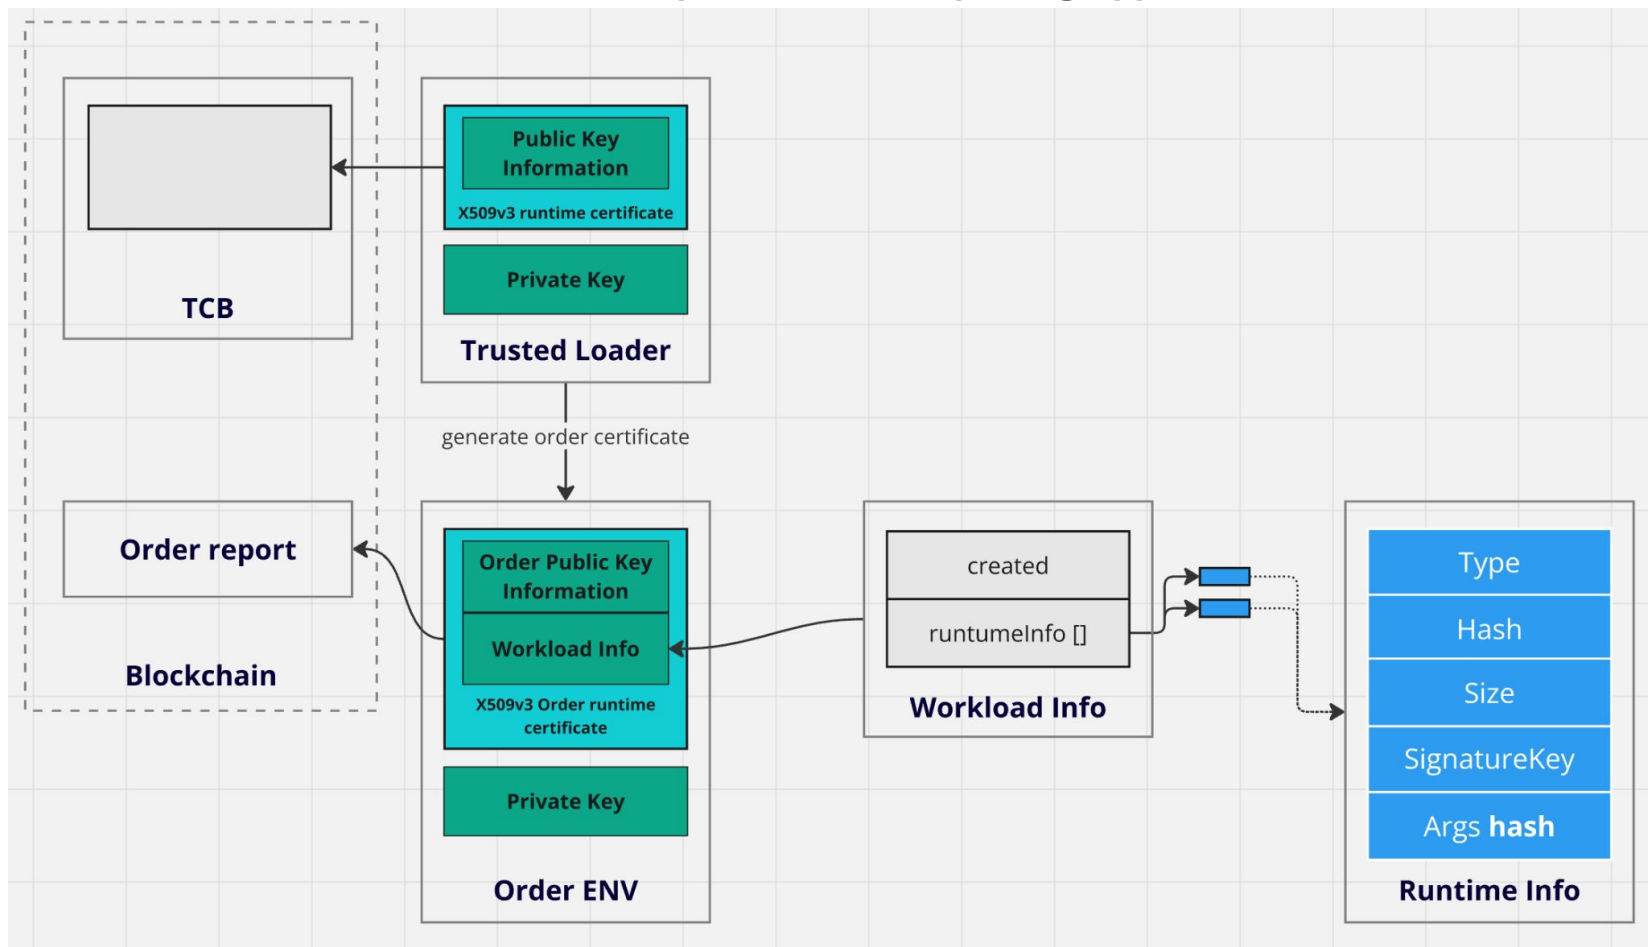 Public Key
Information
X509v3 runtime certificate
Private Key
TCB
Trusted Loader
generate order certificate
Order report
Blockchain
Order Public Key
Information
Workload Info
X509v3 Order runtime
certificate
Private Key
Order ENV
created
runtumeInfo []
Workload Info
Type
Hash
Size
SignatureKey
Args hash
Runtime Info